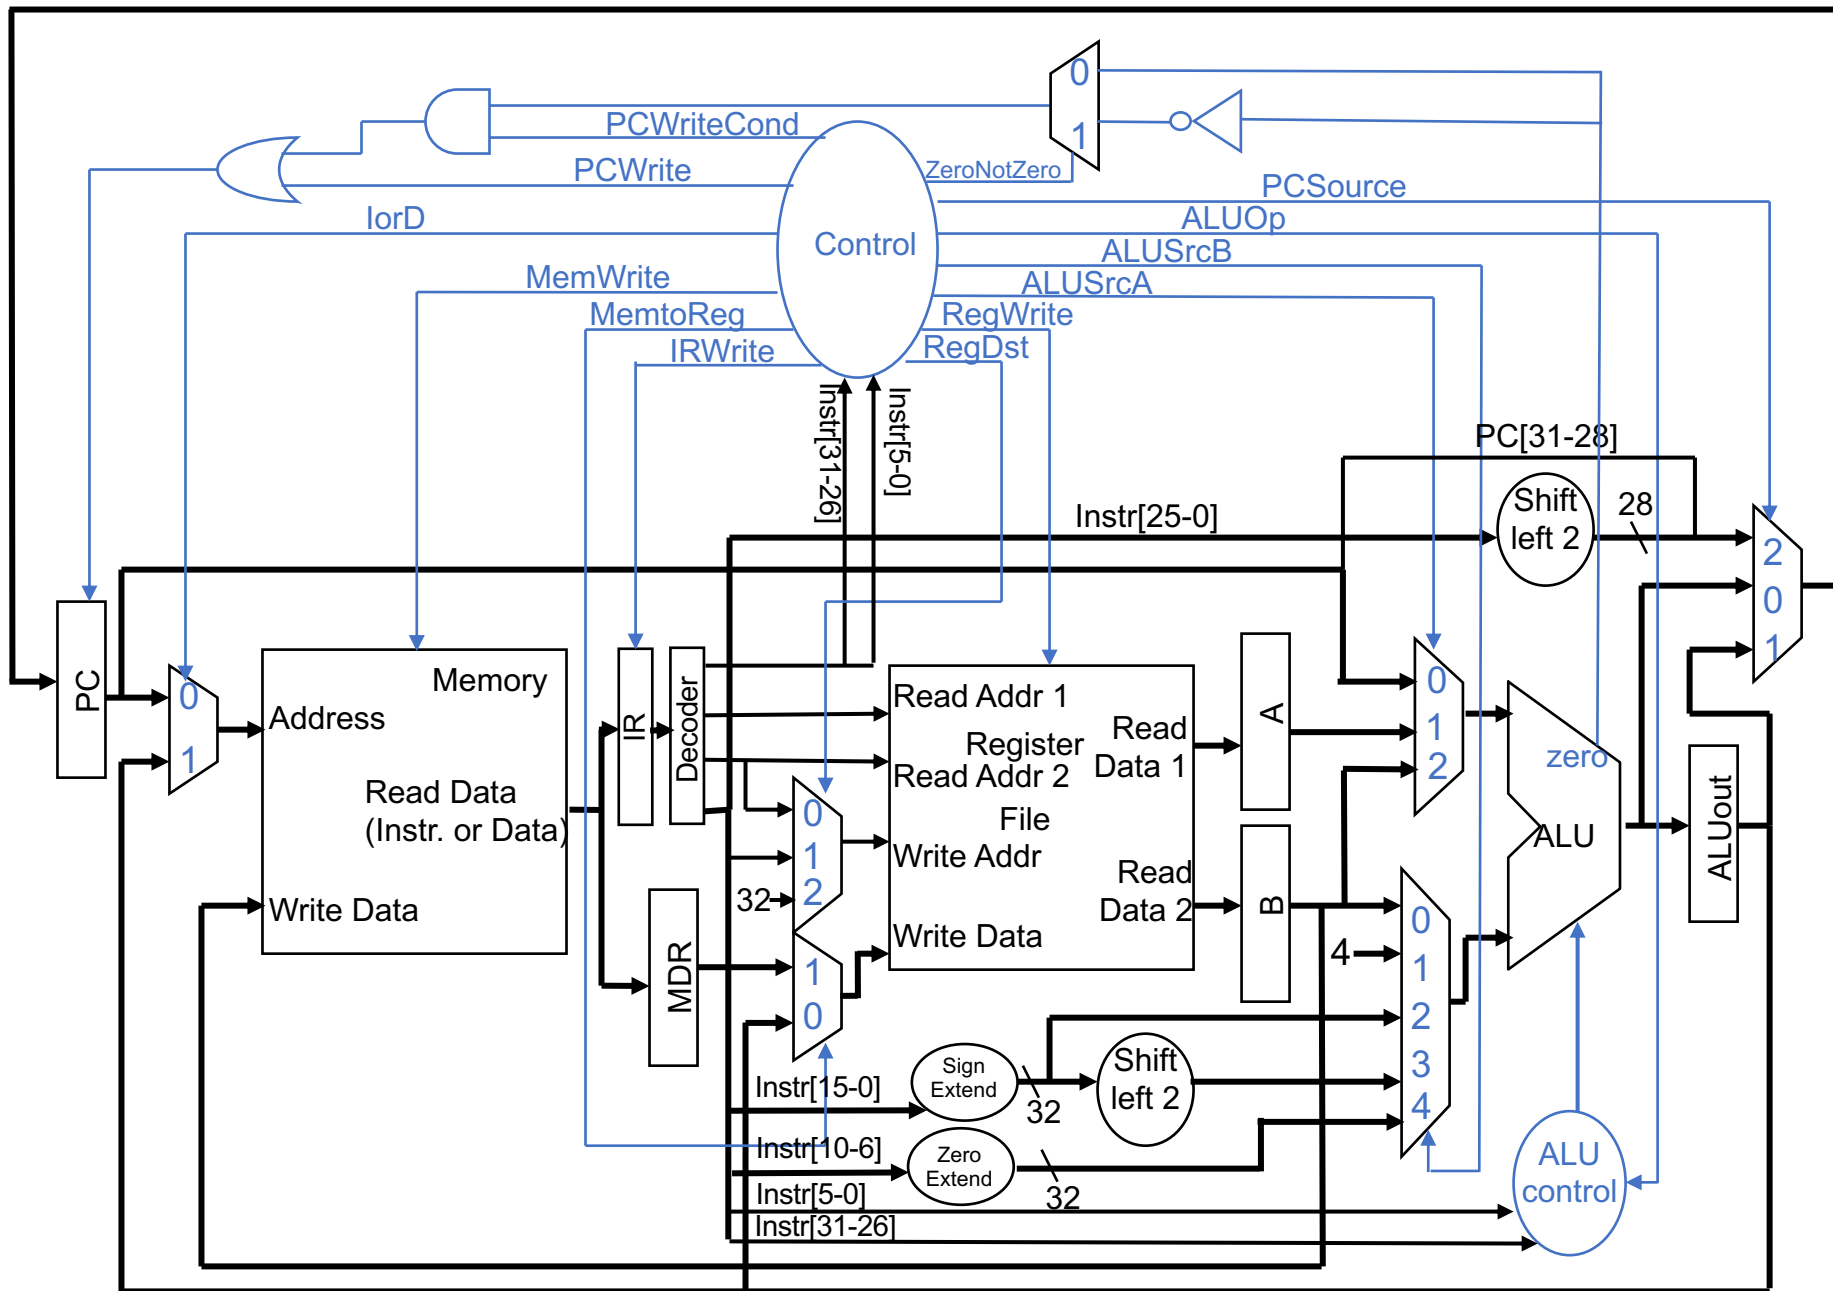 0
1
PCWriteCond
PCWrite
ZeroNotZero
PCSource
IorD
ALUOp
Control
ALUSrcB
MemWrite
ALUSrcA
MemtoReg
RegWrite
IRWrite
RegDst
Instr[31-26]
Instr[5-0]
PC[31-28]
Instr[25-0]
Shift
left 2
28
2
0
1
PC
0
1
Memory
Address
Read Data
(Instr. or Data)
Write Data
IR
Decoder
MDR
0
1
2
32
1
0
Read Addr 1
Read
Data 1
Register
Read Addr 2
File
Write Addr
Read
Data 2
Write Data
A
B
0
1
2
4
0
1
2
3
4
zero
ALU
ALUout
Instr[15-0]
Sign
Extend
32
Shift
left 2
Instr[10-6]
Zero
Extend
32
Instr[5-0]
Instr[31-26]
ALU
control